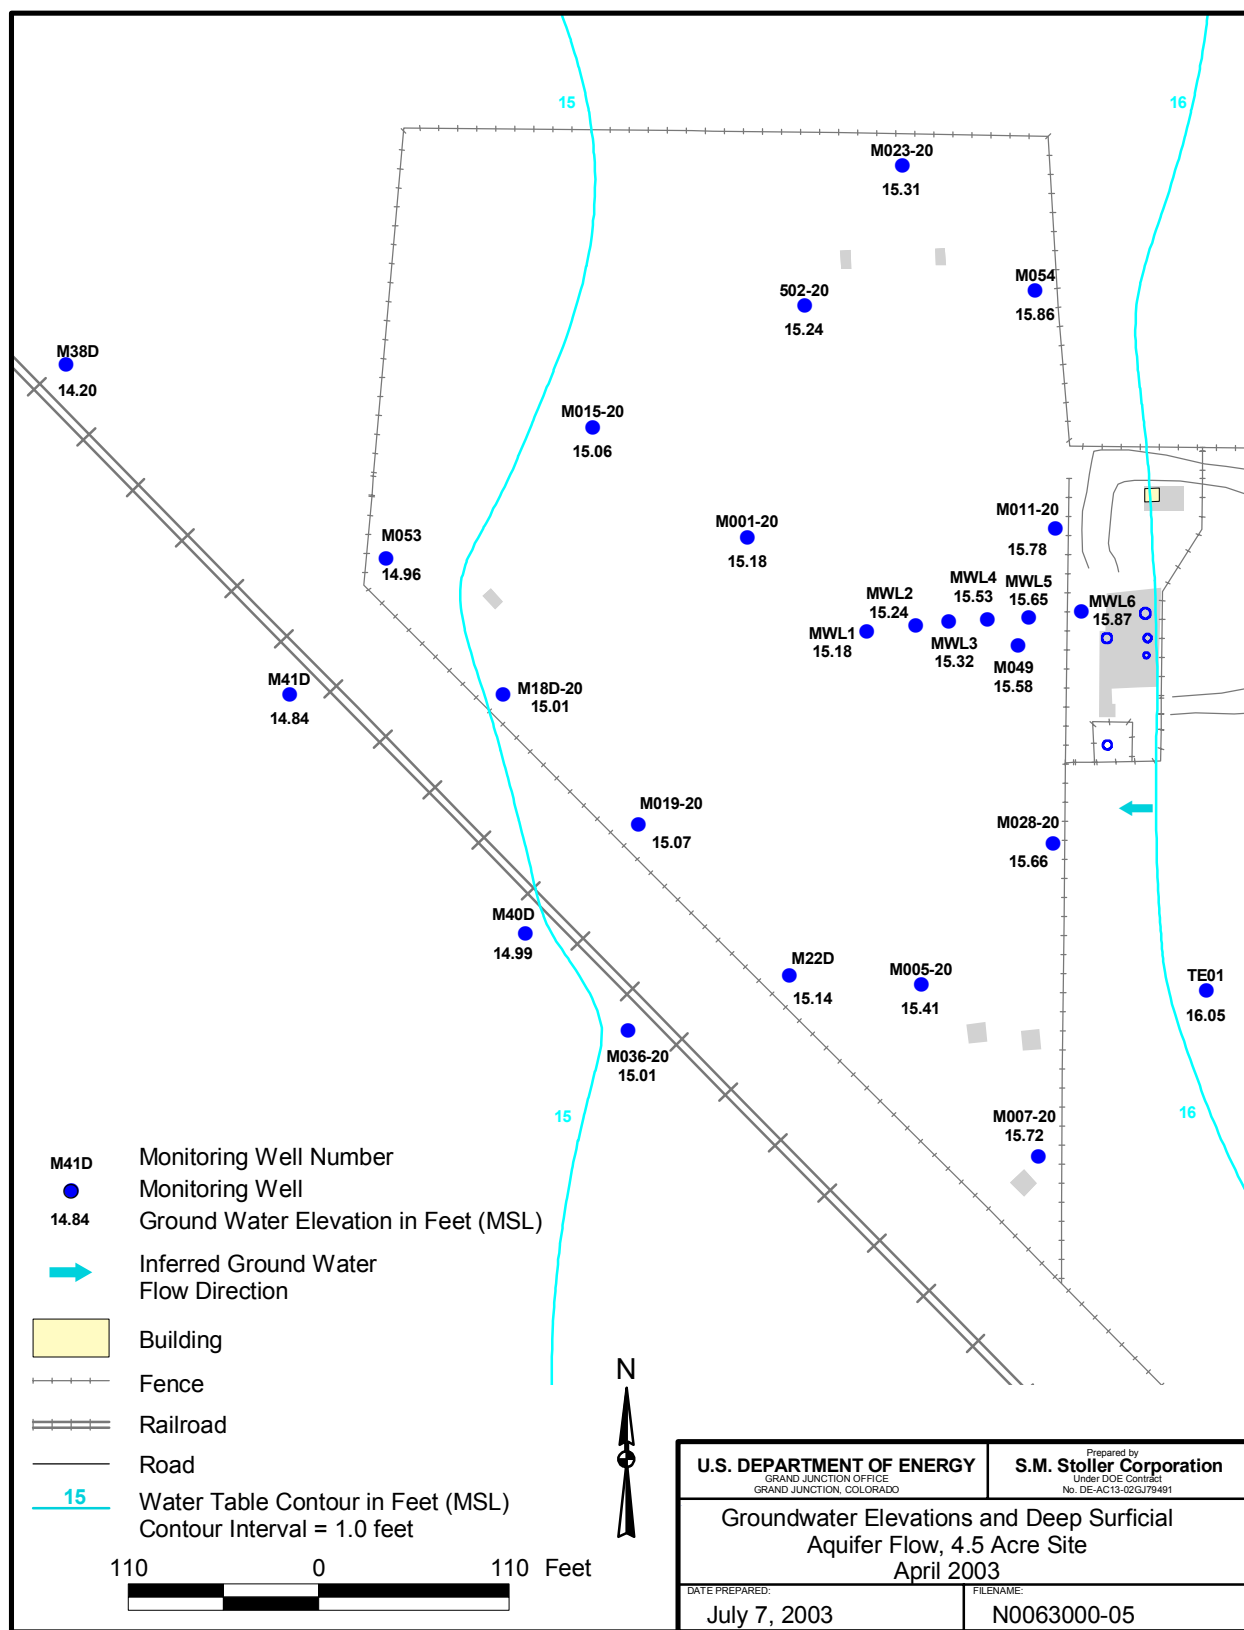 15
16
M023-20
15.31
M054
15.86
502-20
15.24
M38D
14.20
M015-20
15.06
M053
14.96
M001-20
15.18
M011-20
15.78
MWL4
15.53
MWL5
15.65
MWL2
15.24
MWL6
15.87
MWL1
15.18
MWL3
15.32
M049
15.58
M41D
14.84
M18D-20
15.01
M019-20
15.07
M028-20
15.66
M40D
14.99
M22D
15.14
M005-20
15.41
TE01
16.05
M036-20
15.01
15
16
M007-20
15.72
M41D Monitoring Well Number
Monitoring Well
14.84 Ground Water Elevation in Feet (MSL)
Inferred Ground Water
Flow Direction
Building
Fence
Railroad
Road
15 Water Table Contour in Feet (MSL)
Contour Interval = 1.0 feet
110 0 110 Feet
N
U.S. DEPARTMENT OF ENERGY
GRAND JUNCTION OFFICE
GRAND JUNCTION, COLORADO
Prepared by
S.M. Stoller Corporation
Under DOE Contract
No. DE-AC13-02GJ79491
Groundwater Elevations and Deep Surficial
Aquifer Flow, 4.5 Acre Site
April 2003
DATE PREPARED:
July 7, 2003
FILENAME:
N0063000-05